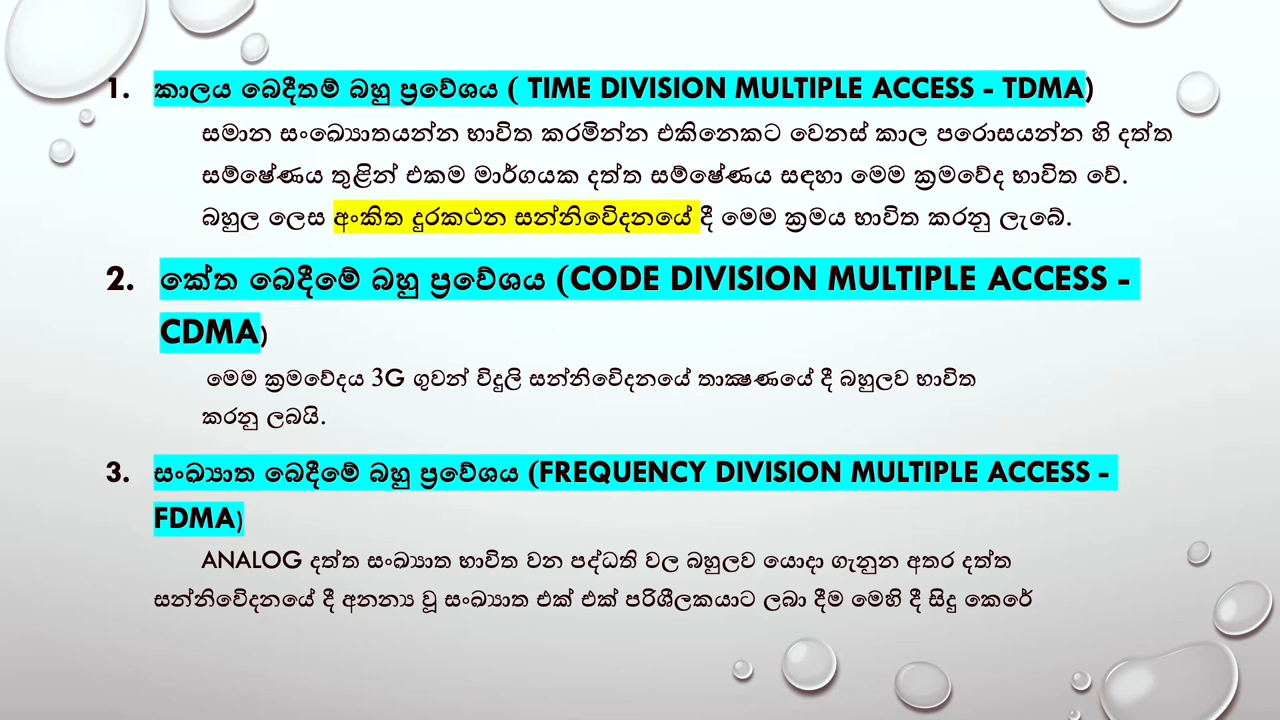 1. කාලය බෙදීතම් බහු ප්‍රවේශය ( TIME DIVISION MULTIPLE ACCESS - TDMA)
සමාන සංඛ්‍යොතයන්න භාවිත කරමින්න එකිනෙකට වෙනස් කාල පරොසයන්න හි දත්ත
සම්ෂේණය තුළින් එකම මාර්ගයක දත්ත සම්ෂේණය සඳහා මෙම ක්‍රමවේද භාවිත වේ.
බහුල ලෙස අංකිත දුරකථන සන්නිවේිදනයේ දී මෙම ක්‍රමය භාවිත කරනු ලැබේ.
2. කේත බෙදීමේ බහු ප්‍රවේශය (CODE DIVISION MULTIPLE ACCESS -
CDMA)
මෙම ක්‍රමවේදය 3G ගුවන් විදුලි සන්නිවේිදනයේ තාක්‍ෂණයේ දී බහුලව භාවිත
කරනු ලබයි.
3. සංඛ්‍යාත බෙදීමේ බහු ප්‍රවේශය (FREQUENCY DIVISION MULTIPLE ACCESS -
FDMA)
ANALOG දත්ත සංඛ්‍යාත භාවිත වන පද්ධති වල බහුලව යොදා ගැනුන අතර දත්ත
සන්නිවේිදනයේ දී අනන්‍ය වූ සංඛ්‍යාත එක් එක් පරිශීලකයාට ලබා දීම මෙහි දී සිදු කෙරේ